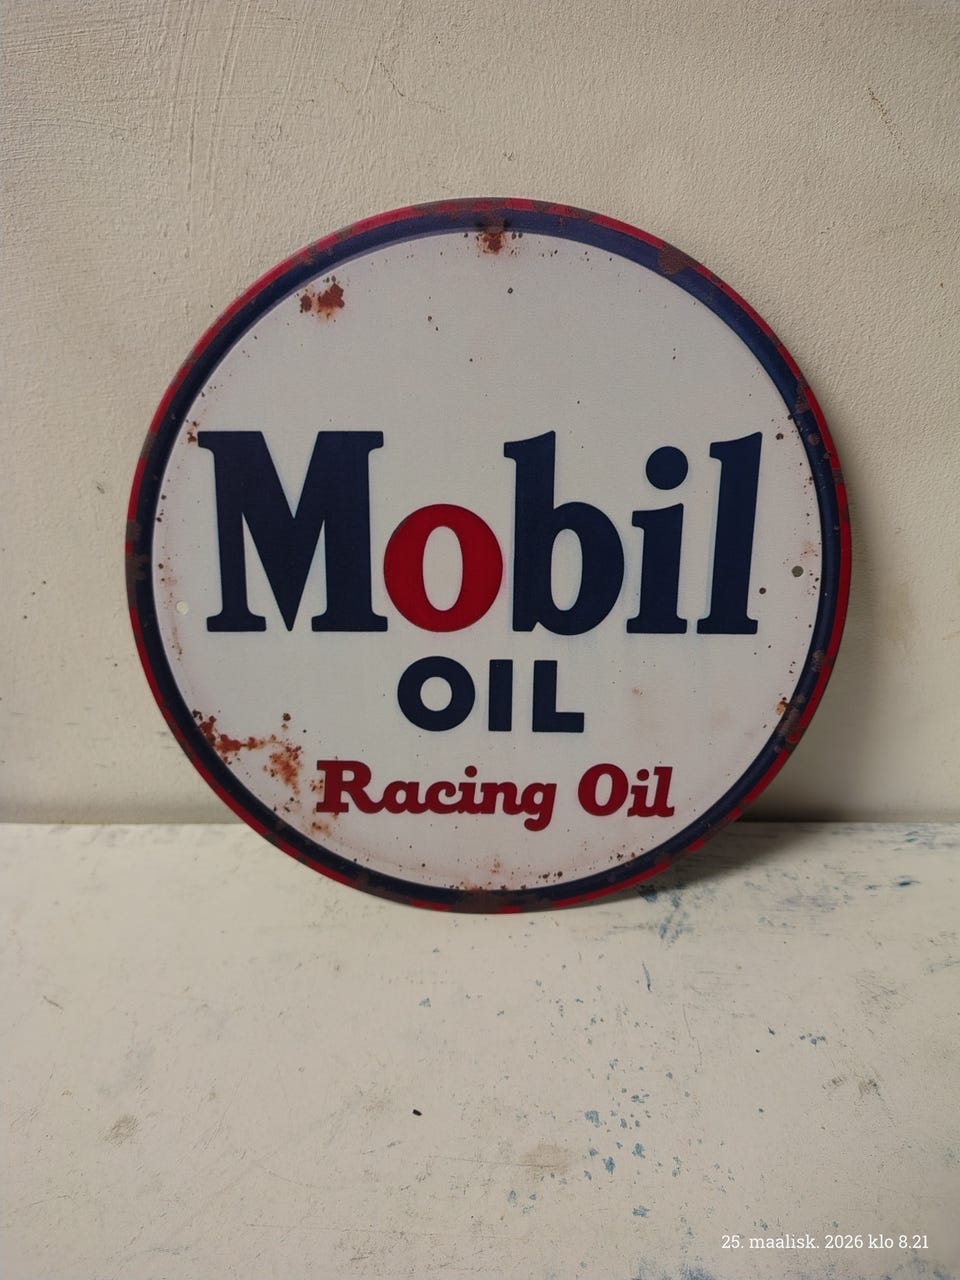 Mobil
OIL
Racing Oil
25. maalisk. 2026 klo 8.21